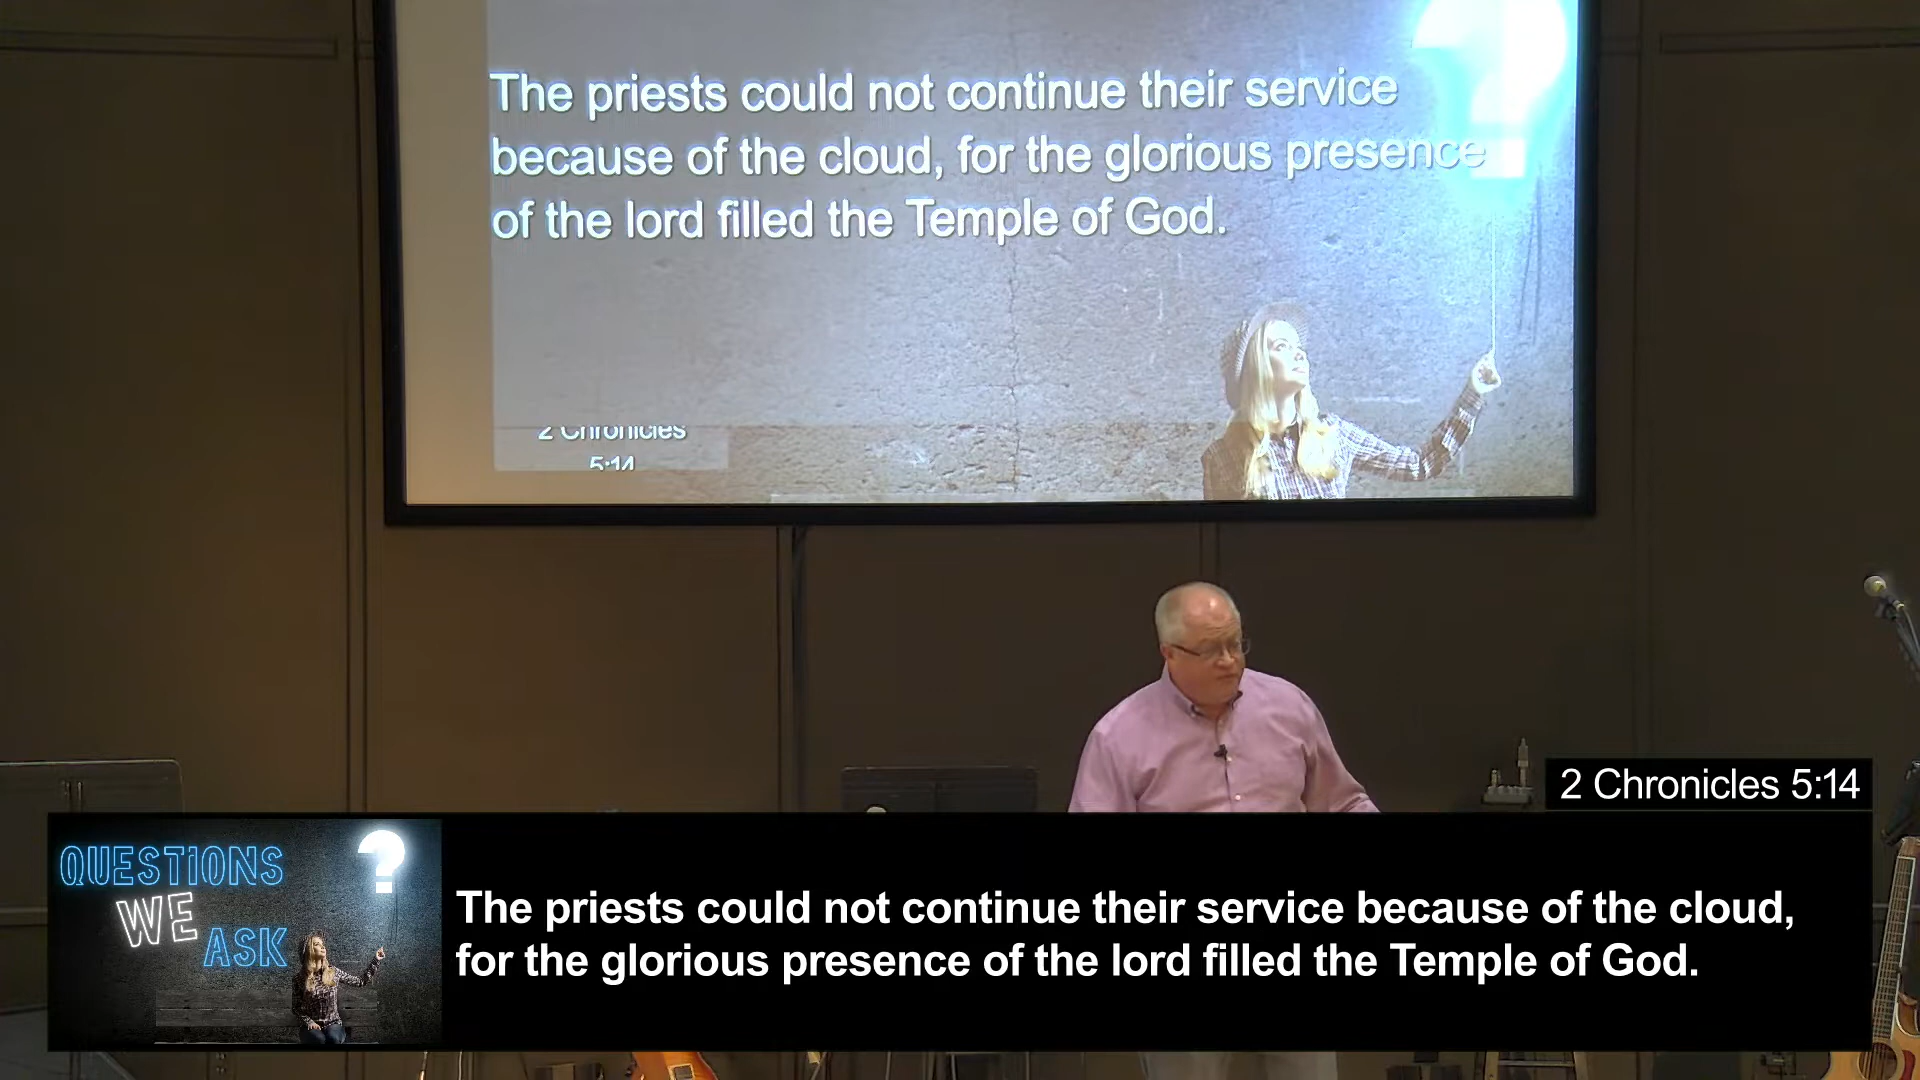 The priests could not continue their service
because of the cloud, for the glorious presence
of the lord filled the Temple of God.
2 Chronicles
5:14
2 Chronicles 5:14
QUESTIONS
WE
ASK
?
The priests could not continue their service because of the cloud,
for the glorious presence of the lord filled the Temple of God.